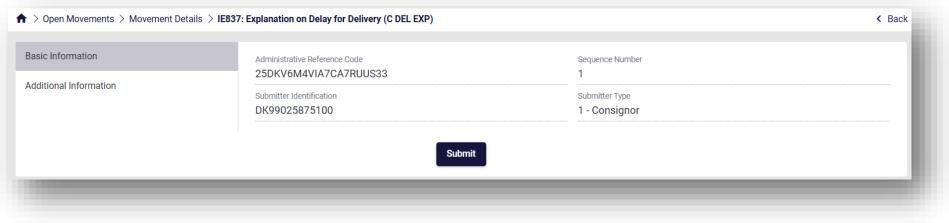 > Open Movements > Movement Details > IE837: Explanation on Delay for Delivery (C DEL EXP) < Back
Basic Information
Additional Information
Administrative Reference Code Sequence Number
25DKV6M4VIA7CA7RUUS33 1
Submitter Identification Submitter Type
DK99025875100 1 - Consignor
Submit